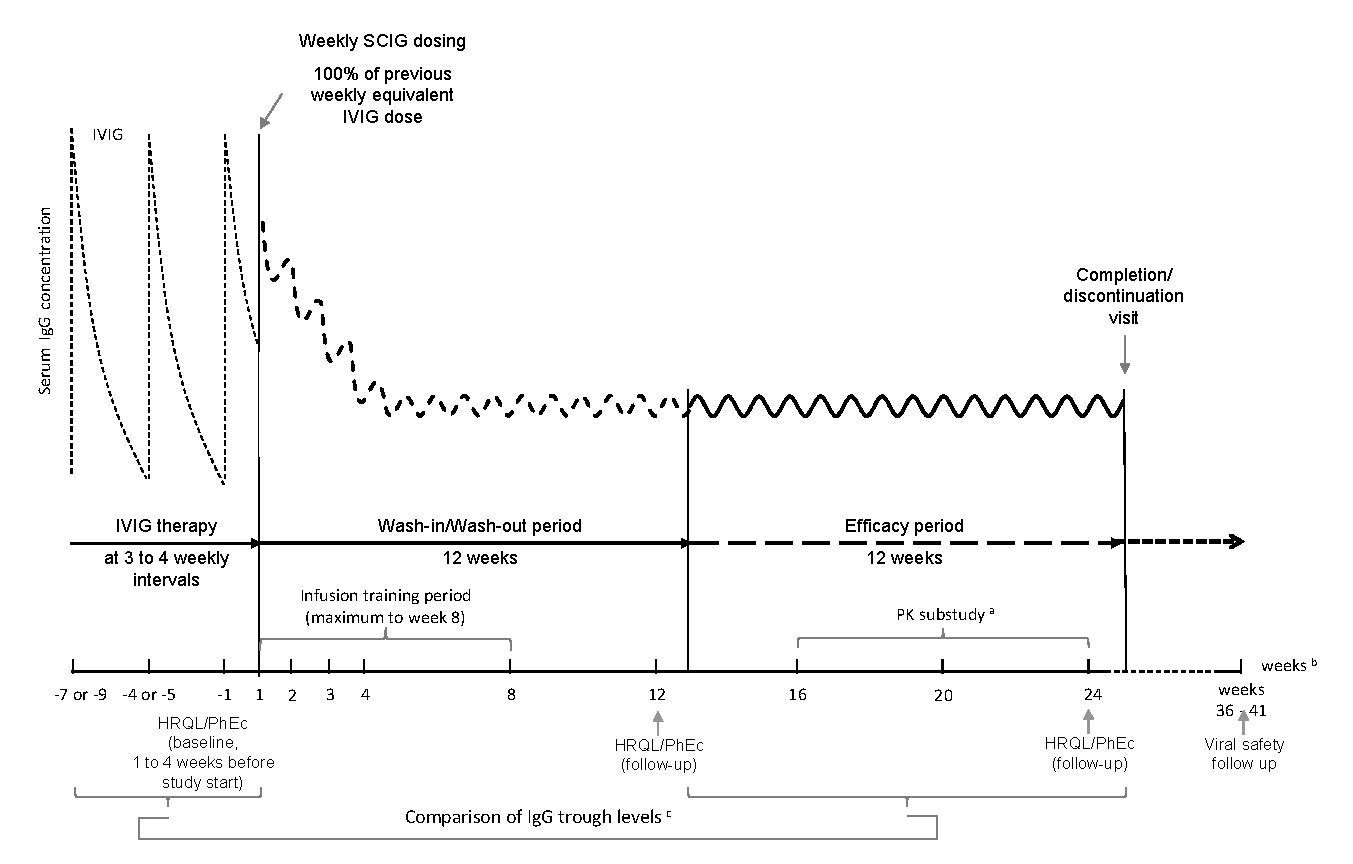 Weekly SCIG dosing
100% of previous
weekly equivalent
IVIG dose
IVIG
Serum IgG concentration
Completion/
discontinuation
visit
IVIG therapy
at 3 to 4 weekly
intervals
Wash-in/Wash-out period
12 weeks
Efficacy period
12 weeks
Infusion training period
(maximum to week 8)
PK substudy a
weeks b
-7 or -9 -4 or -5 -1 1 2 3 4 8 12 16 20 24
weeks
36 - 41
HRQL/PhEc
(baseline,
1 to 4 weeks before
study start)
HRQL/PhEc
(follow-up)
HRQL/PhEc
(follow-up)
Viral safety
follow up
Comparison of IgG trough levels c